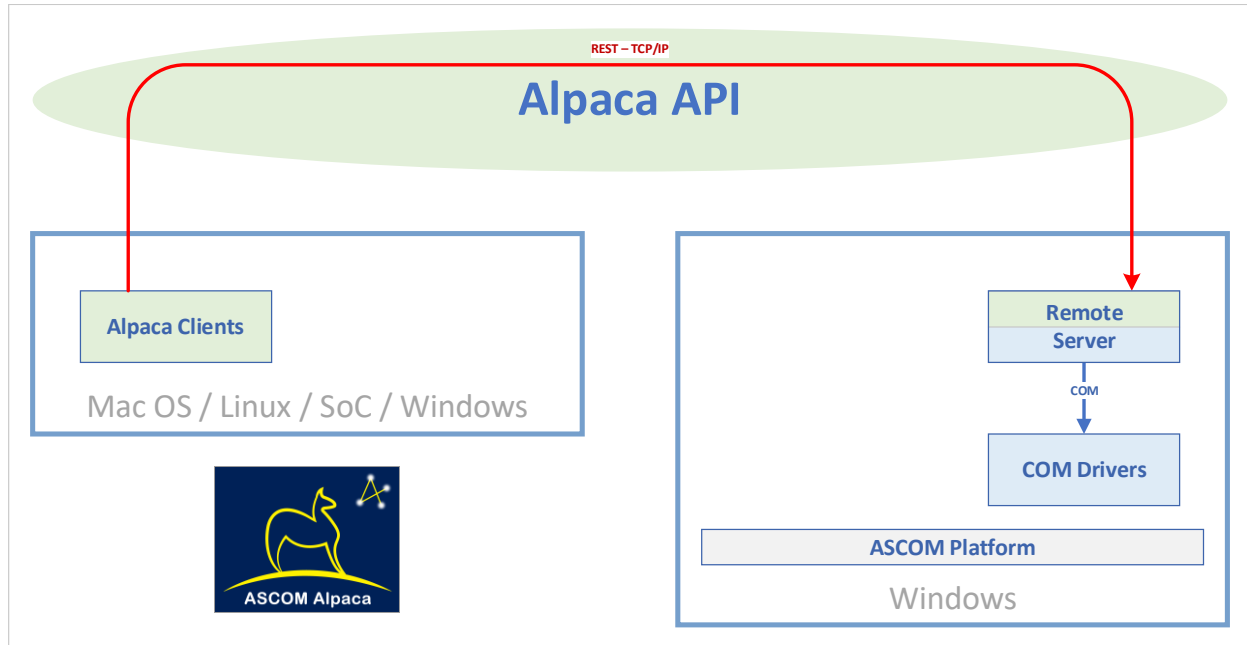 REST – TCP/IP
Alpaca API
Alpaca Clients
Mac OS / Linux / SoC / Windows
ASCOM Alpaca
Remote
Server
COM
COM Drivers
ASCOM Platform
Windows